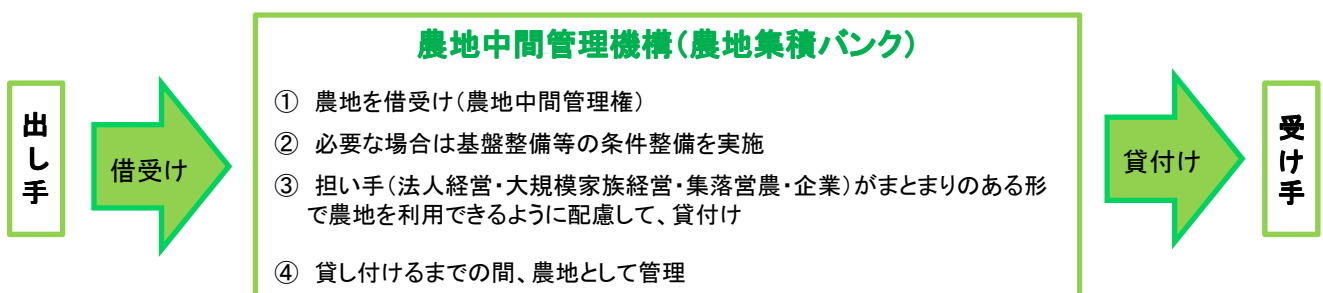 農地中間管理機構(農地集積バンク)
出し手
借受け
① 農地を借受け(農地中間管理権)
② 必要な場合は基盤整備等の条件整備を実施
③ 担い手(法人経営・大規模家族経営・集落営農・企業)がまとまりのある形
で農地を利用できるように配慮して、貸付け
④ 貸し付けるまでの間、農地として管理
貸付け
受け手